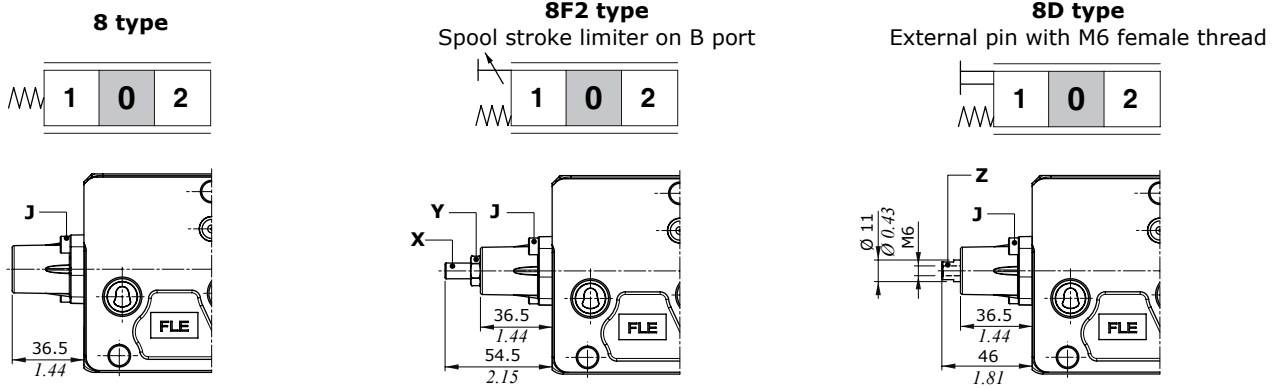 8 type
1 0 2
J
FLE
36.5
1.44
8F2 type
Spool stroke limiter on B port
1 0 2
Y J
X
FLE
36.5
1.44
54.5
2.15
8D type
External pin with M6 female thread
1 0 2
Z
J
Ø 11
Ø 0.43
M6
FLE
36.5
1.44
46
1.81